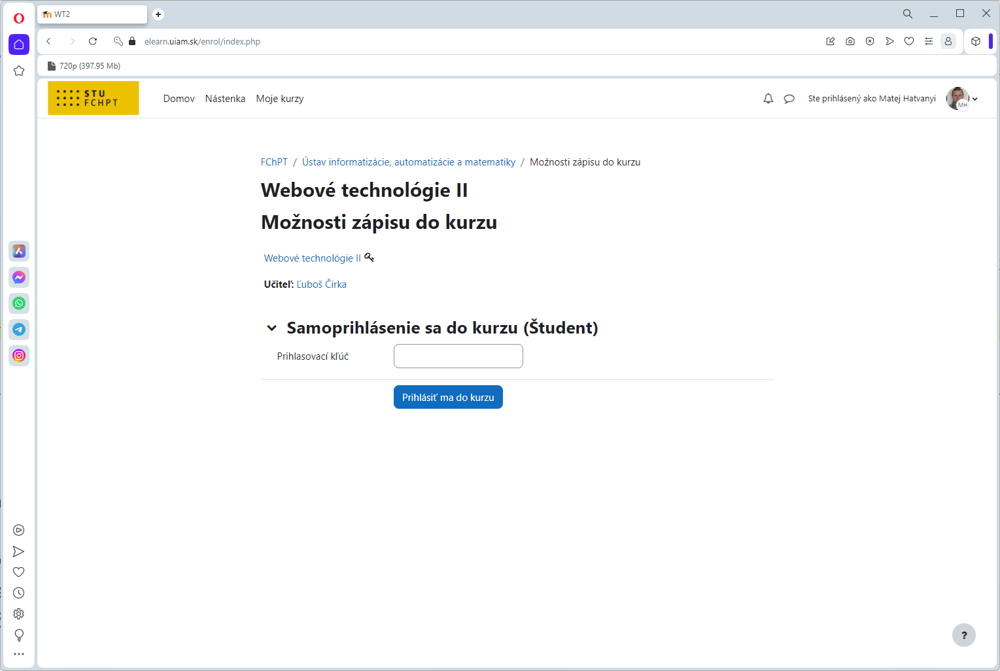 WT2
elearn.uiam.sk/enrol/index.php
720p (397.95 Mb)
STU
FCHPT
Domov Nástenka Moje kurzy
Ste prihlásený ako Matej Hatvanyi
MH
FChPT / Ústav informatizácie, automatizácie a matematiky / Možnosti zápisu do kurzu
Webové technológie II
Možnosti zápisu do kurzu
Webové technológie II
Učiteľ: Ľuboš Čirka
Samoprihlásenie sa do kurzu (Študent)
Prihlasovací kľúč
Prihlásiť ma do kurzu
?